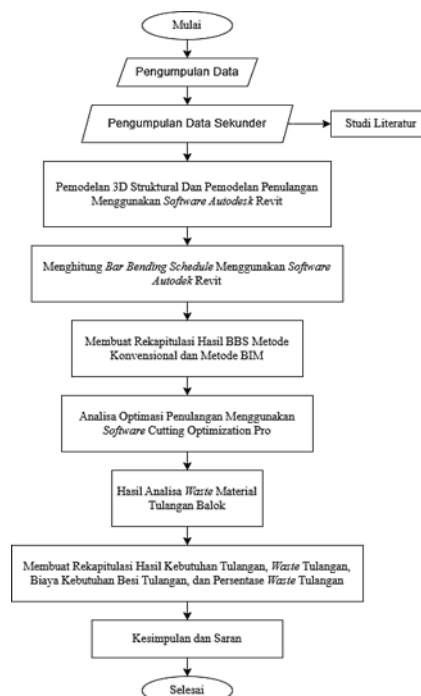 Mulai
Pengumpulan Data
Pengumpulan Data Sekunder
Studi Literatur
Pemodelan 3D Struktural Dan Pemodelan Penulangan
Menggunakan Software Autodesk Revit
Menghitung Bar Bending Schedule Menggunakan Software
Autodek Revit
Membuat Rekapitulasi Hasil BBS Metode
Konvensional dan Metode BIM
Analisa Optimasi Penulangan Menggunakan
Software Cutting Optimization Pro
Hasil Analisa Waste Material
Tulangan Balok
Membuat Rekapitulasi Hasil Kebutuhan Tulangan, Waste Tulangan,
Biaya Kebutuhan Besi Tulangan, dan Persentase Waste Tulangan
Kesimpulan dan Saran
Selesai